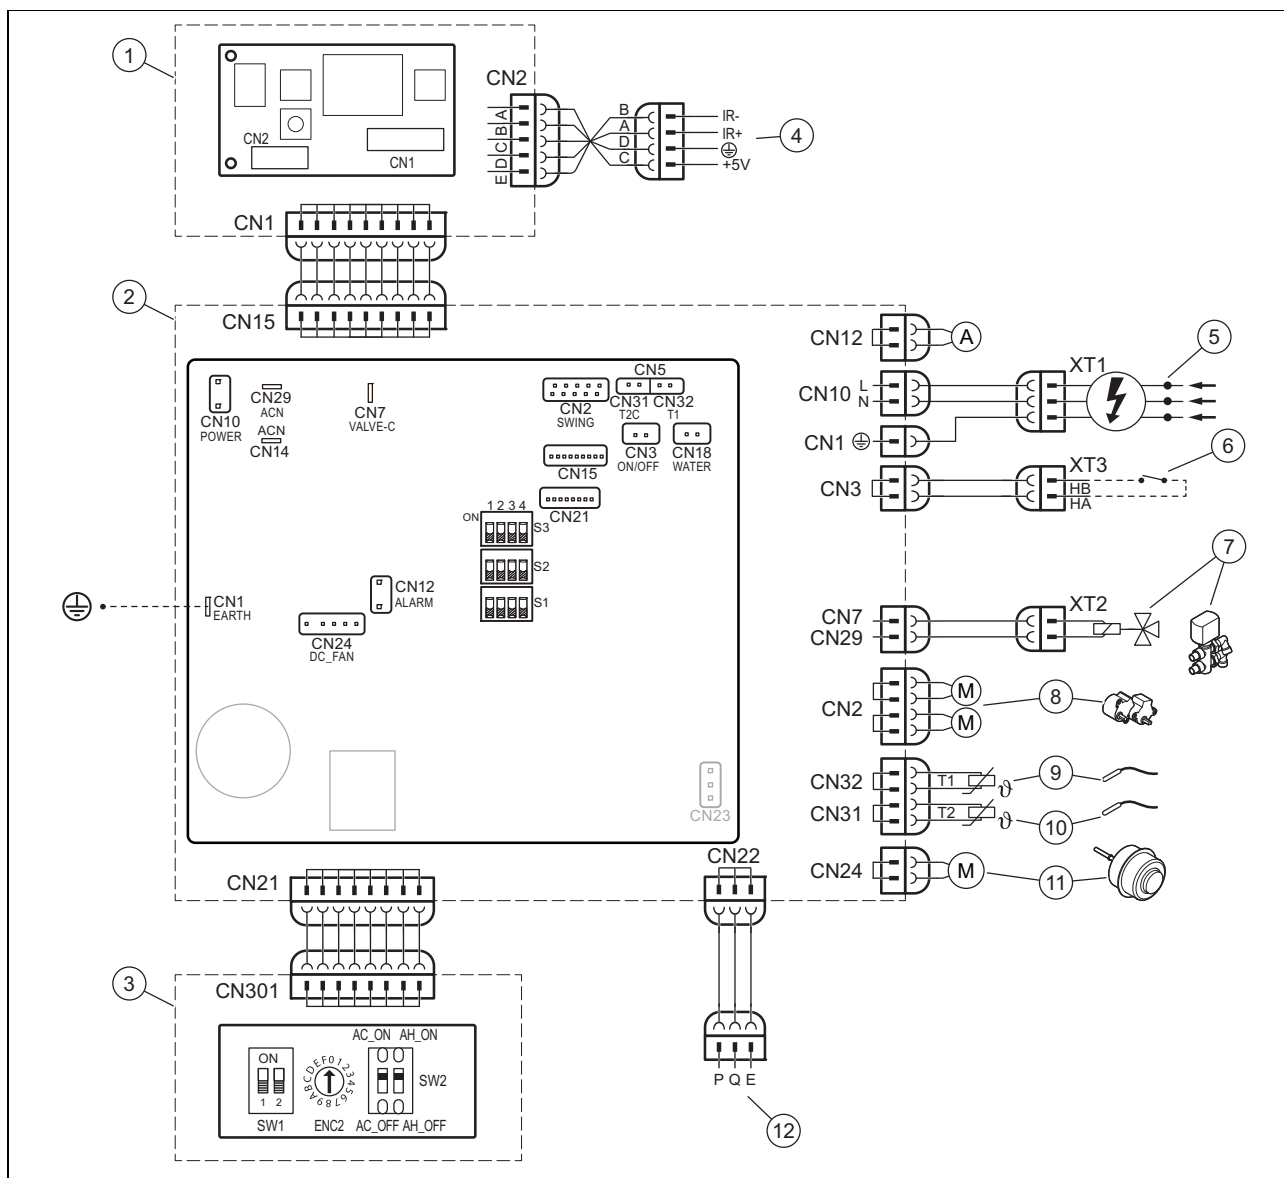 1
CN2
CN2
CN1
A
B
C
D
E
B
A
D
C
IR-
IR+
+5V
4
CN1
2
CN15
CN10
POWER
CN29
ACN
ACN
CN14
CN7
VALVE-C
CN2
SWING
CN5
CN31
T2C
CN32
T1
CN3
ON/OFF
CN18
WATER
CN15
CN21
1 2 3 4
ON
S3
S2
S1
CN1
EARTH
CN12
ALARM
CN24
DC_FAN
CN23
CN12
A
CN10
L
N
XT1
5
CN1
CN3
XT3
HB
HA
6
CN7
CN29
XT2
7
CN2
M
M
8
CN32
T1
ϑ
9
CN31
T2
ϑ
10
CN24
M
11
CN21
CN22
3
CN301
ON
1 2
SW1
0123456789ABCDEF
ENC2
AC_ON AH_ON
SW2
AC_OFF AH_OFF
P Q E
12